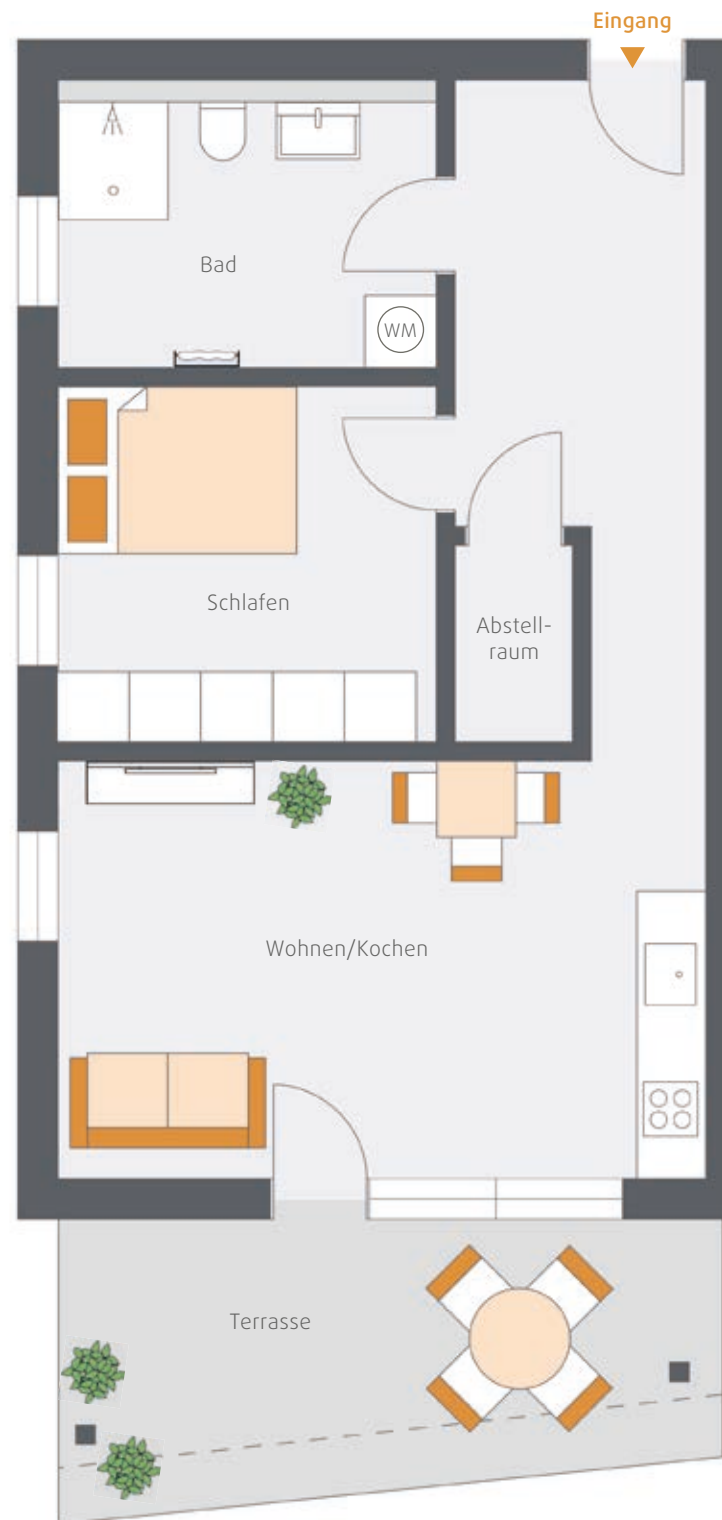 Eingang
Bad
WM
Schlafen
Abstell-
raum
Wohnen/Kochen
Terrasse